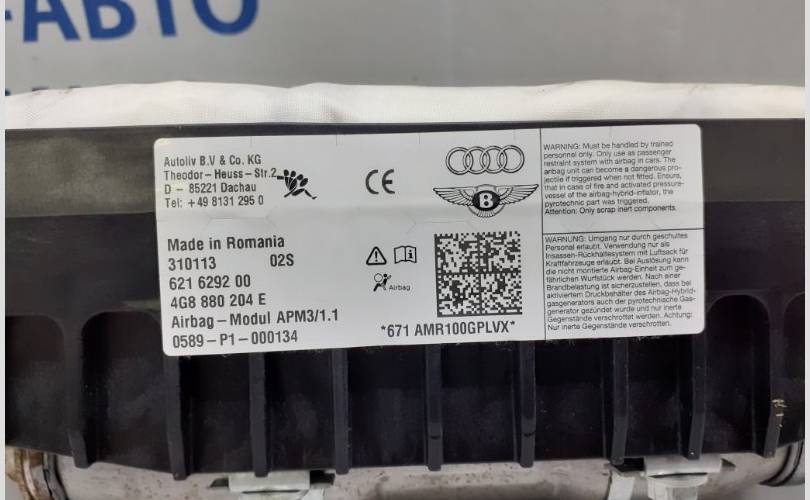 -АВТО
Autoliv B.V & Co. KG
Theodor-Heuss-Str.2
D - 85221 Dachau
Tel: +49 8131 295 0
CE
B
Made in Romania
310113 02S
621 6292 00
4G8 880 204 E
Airbag-Modul APM3/1.1
0589-P1-000134
Airbag
*671 AMR100GPLVX*
WARNING: Must be handled by trained
personnel only. Only use as passenger
restraint system with airbag in cars. The
airbag unit can become a dangerous pro-
jectile if triggered when not fitted. Ensure,
that in case of fire and activated pressure-
vessel of the airbag-hybrid-inflator, the
pyrotechnic part was triggered.
Attention: Only scrap inert components.
WARNUNG: Umgang nur durch geschultes
Personal erlaubt. Verwendung nur als
Insassen-Rückhaltesystem mit Luftsack für
Kraftfahrzeuge erlaubt. Bei Auslösung kann
die nicht montierte Airbag-Einheit zum ge-
fährlichen Wurfstück werden. Nach einer
Brandbelastung ist sicherzustellen, dass bei
aktiviertem Druckbehälter des Airbag-Hybrid-
gasgenerators auch der pyrotechnische Gas-
generator gezündet wurde und nur inerte
Gegenstände verschrottet werden. Achtung:
Nur inerte Gegenstände verschrotten.